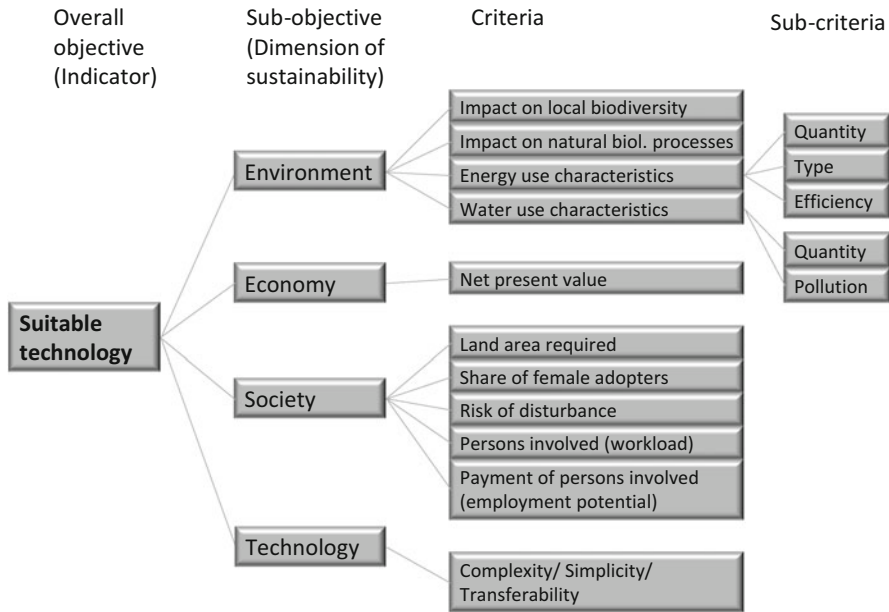 Overall
objective
(Indicator)
Sub-objective
(Dimension of
sustainability)
Criteria
Sub-criteria
Suitable
technology
Environment
Impact on local biodiversity
Impact on natural biol. processes
Energy use characteristics
Water use characteristics
Quantity
Type
Efficiency
Quantity
Pollution
Economy
Net present value
Society
Land area required
Share of female adopters
Risk of disturbance
Persons involved (workload)
Payment of persons involved
(employment potential)
Technology
Complexity/ Simplicity/
Transferability